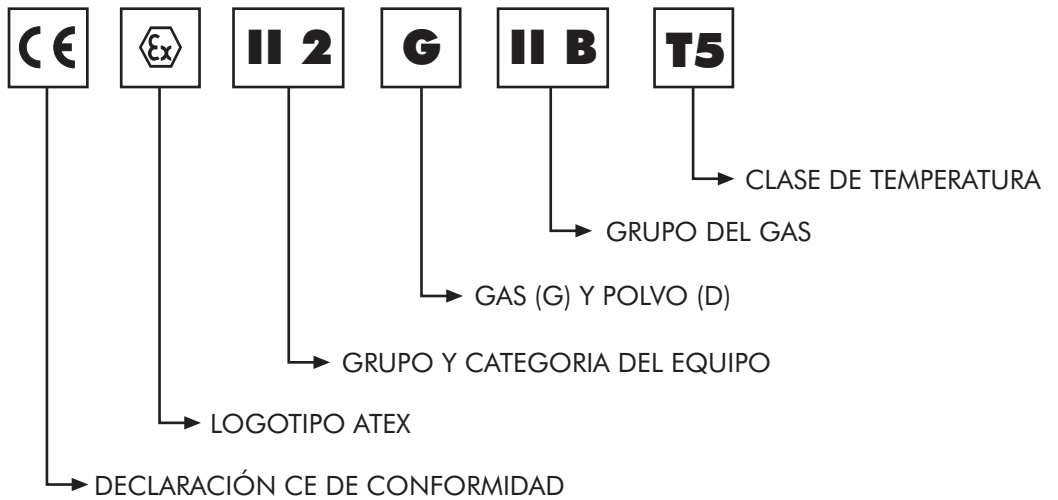 CE Ex II 2 G II B T5
CLASE DE TEMPERATURA
GRUPO DEL GAS
GAS (G) Y POLVO (D)
GRUPO Y CATEGORIA DEL EQUIPO
LOGOTIPO ATEX
DECLARACIÓN CE DE CONFORMIDAD